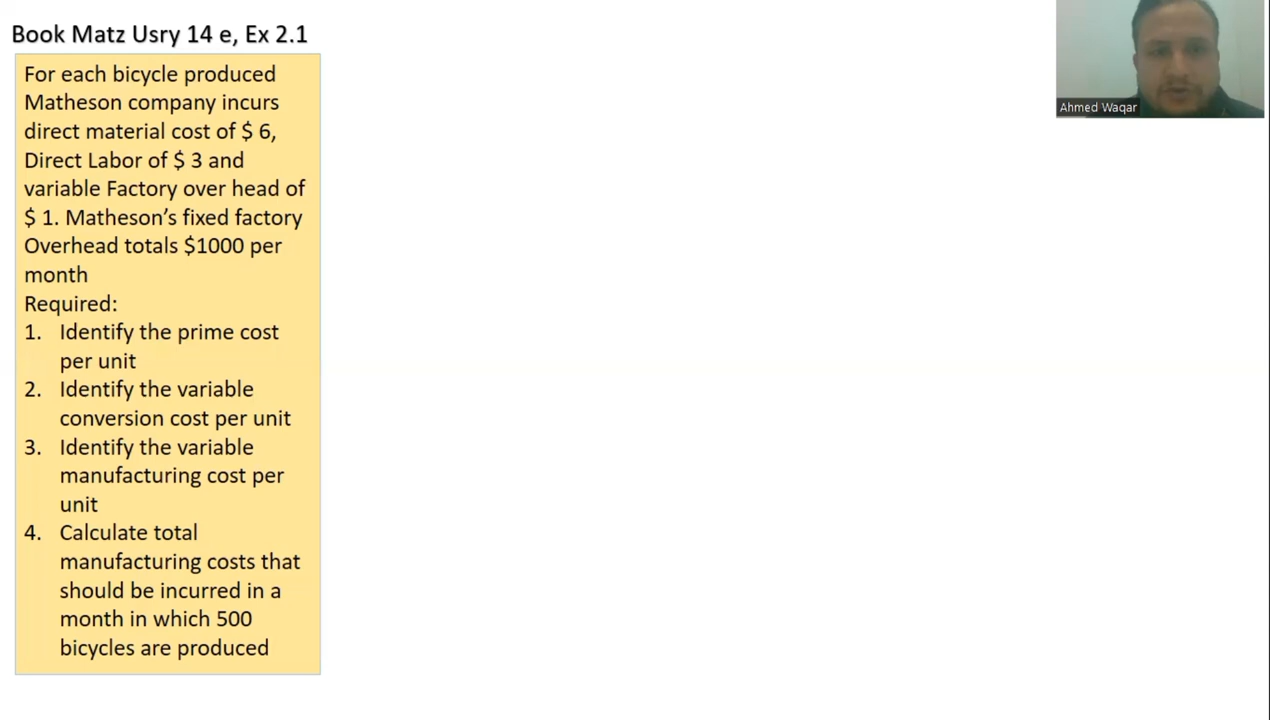 Book Matz Usry 14 e, Ex 2.1
For each bicycle produced
Matheson company incurs
direct material cost of $ 6,
Direct Labor of $ 3 and
variable Factory over head of
$ 1. Matheson’s fixed factory
Overhead totals $1000 per
month
Required:
1. Identify the prime cost
per unit
2. Identify the variable
conversion cost per unit
3. Identify the variable
manufacturing cost per
unit
4. Calculate total
manufacturing costs that
should be incurred in a
month in which 500
bicycles are produced
Ahmed Waqar